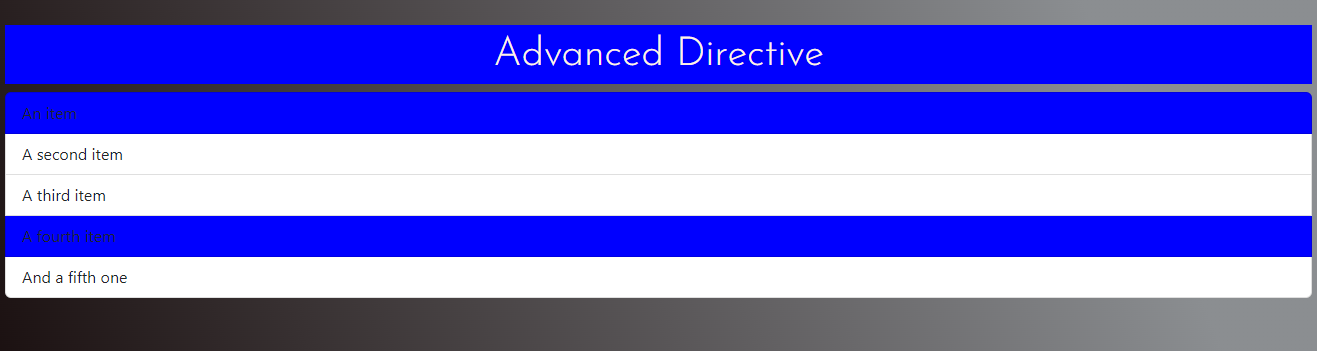 Advanced Directive
An item
A second item
A third item
A fourth item
And a fifth one